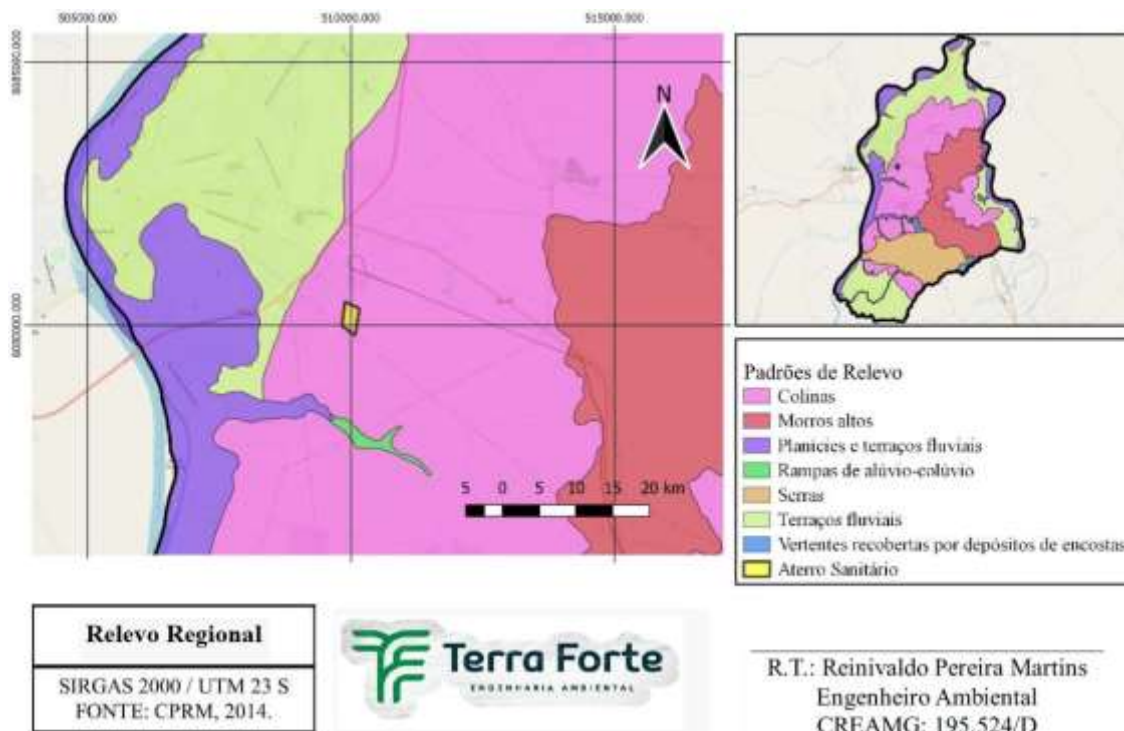 505000.000 510000.000 515000.000
N
5 0 5 10 15 20 km
Padrões de Relevo
Colinas
Morros altos
Planícies e terraços fluviais
Rampas de alúvio-colúvio
Serras
Terraços fluviais
Vertentes recobertas por depósitos de encostas
Aterro Sanitário
Relevo Regional
SIRGAS 2000 / UTM 23 S
FONTE: CPRM, 2014.
Terra Forte
ENGENHARIA AMBIENTAL
R.T.: Reinivaldo Pereira Martins
Engenheiro Ambiental
CREAMG: 195.524/D